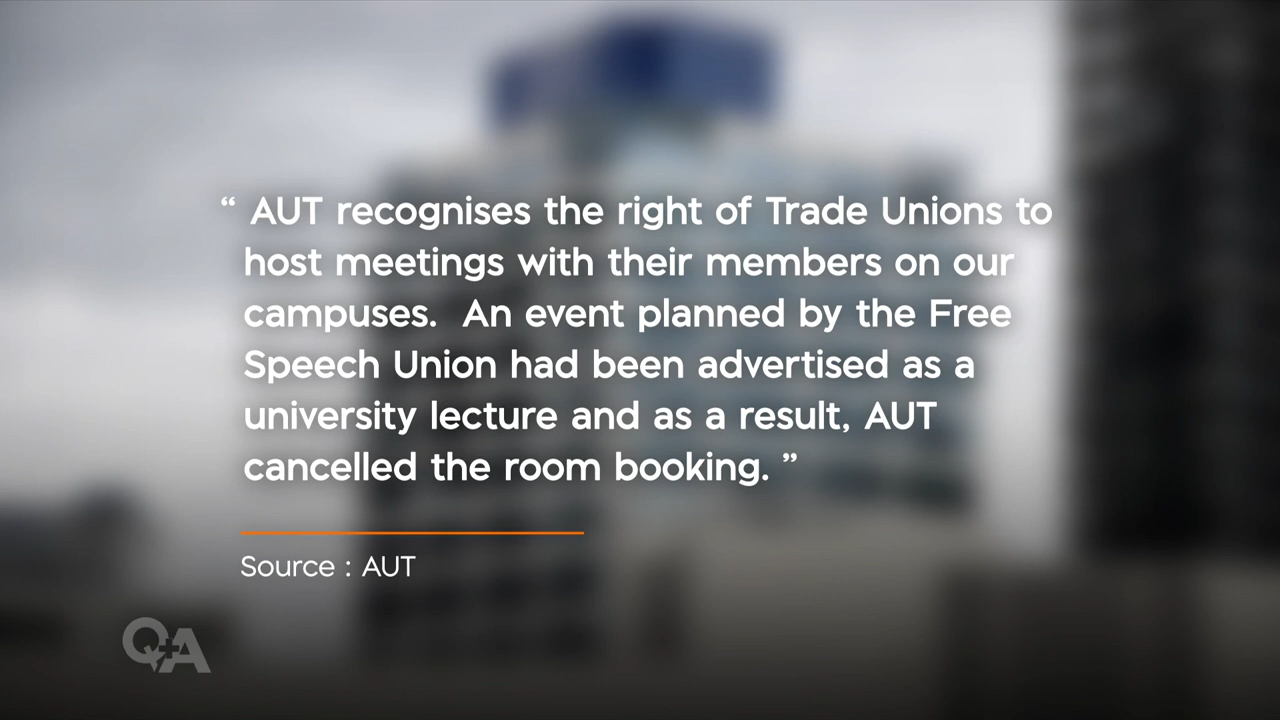 “ AUT recognises the right of Trade Unions to
host meetings with their members on our
campuses.  An event planned by the Free
Speech Union had been advertised as a
university lecture and as a result, AUT
cancelled the room booking. ”
Source : AUT
Q+A